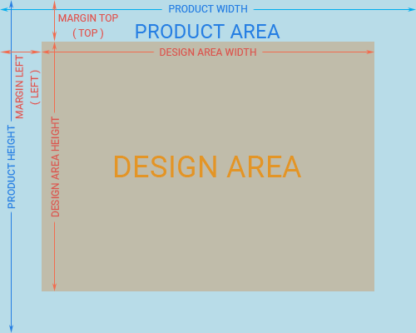 PRODUCT WIDTH
MARGIN TOP
( TOP )
PRODUCT AREA
DESIGN AREA WIDTH
MARGIN LEFT
( LEFT )
PRODUCT HEIGHT
DESIGN AREA HEIGHT
DESIGN AREA